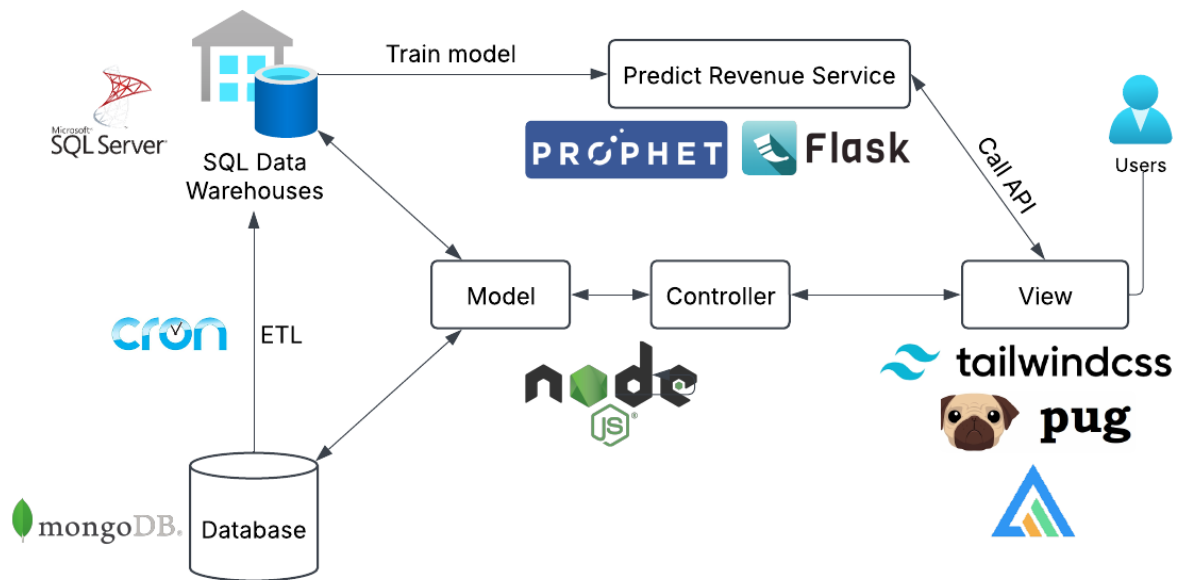 Train model
Predict Revenue Service
Microsoft®
SQL Server®
SQL Data
Warehouses
PROPHET
Flask
Call API
Users
Model
Controller
View
cron
ETL
node
JS®
tailwindcss
pug
mongoDB®
Database